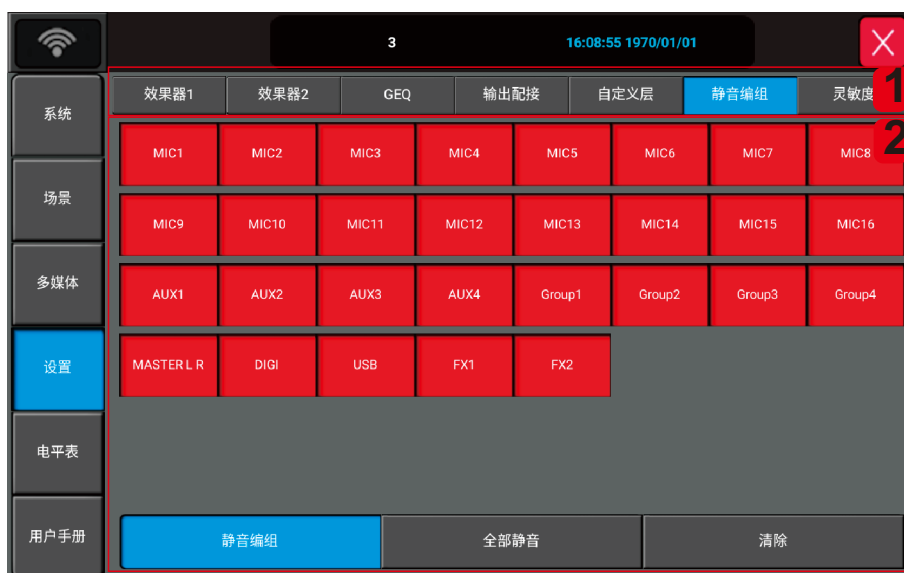 3 16:08:55 1970/01/01
效果器1 效果器2 GEQ 输出配接 自定义层 静音编组 灵敏度 1
系统
2
MIC1 MIC2 MIC3 MIC4 MIC5 MIC6 MIC7 MIC8
场景
MIC9 MIC10 MIC11 MIC12 MIC13 MIC14 MIC15 MIC16
多媒体
AUX1 AUX2 AUX3 AUX4 Group1 Group2 Group3 Group4
设置
MASTER L R DIGI USB FX1 FX2
电平表
用户手册
静音编组 全部静音 清除